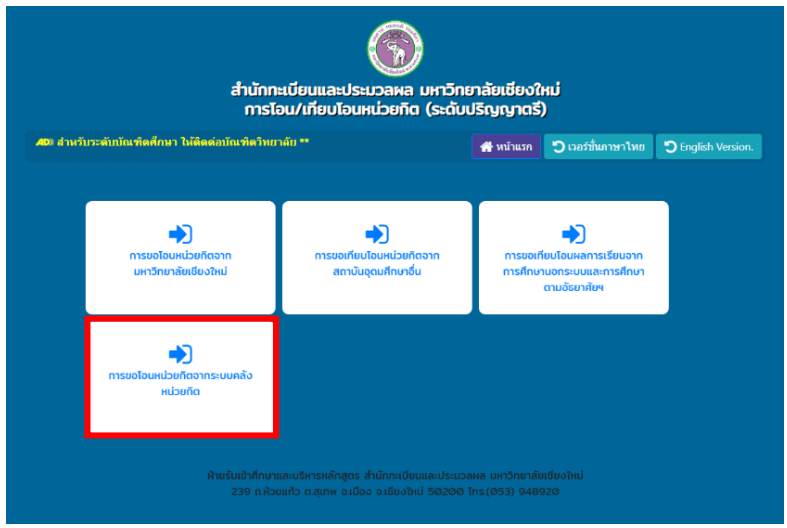 สำนักทะเบียนและประมวลผล มหาวิทยาลัยเชียงใหม่
การโอน/เทียบโอนหน่วยกิต (ระดับปริญญาตรี)
สำหรับระดับบัณฑิตศึกษา ให้ติดต่อบัณฑิตวิทยาลัย **
หน้าแรก
เวอร์ชั่นภาษาไทย
English Version.
การขอโอนหน่วยกิตจาก
มหาวิทยาลัยเชียงใหม่
การขอเทียบโอนหน่วยกิตจาก
สถาบันอุดมศึกษาอื่น
การขอเทียบโอนผลการเรียนจาก
การศึกษานอกระบบและการศึกษา
ตามอัธยาศัยฯ
การขอโอนหน่วยกิตจากระบบคลัง
หน่วยกิต
ฝ่ายรับเข้าศึกษาและบริหารหลักสูตร สำนักทะเบียนและประมวลผล มหาวิทยาลัยเชียงใหม่
239 ถ.ห้วยแก้ว ต.สุเทพ อ.เมือง จ.เชียงใหม่ 50200 โทร.(053) 948920